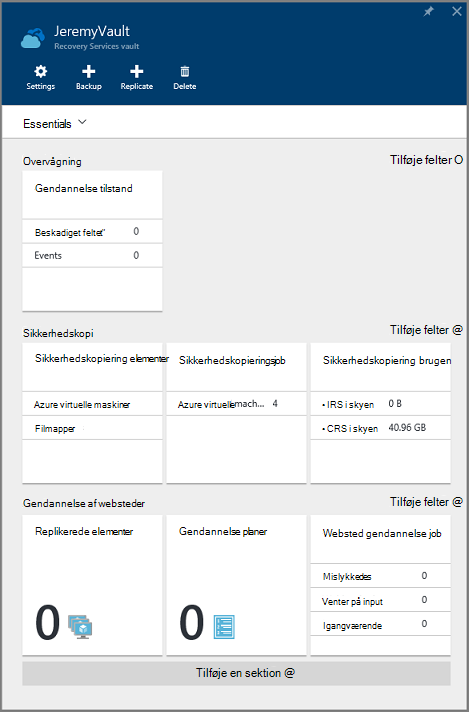 JeremyVault
Recovery Services vault
Settings Backup Replicate Delete
Essentials
Overvågning Tilføje felter O
Gendannelse tilstand
Beskadiget feltet" 0
Events 0
Sikkerhedskopi Tilføje felter @
Sikkerhedskopiering elementer
Azure virtuelle maskiner
Filmapper
Sikkerhedskopieringsjob
Azure virtuelle mach... 4
Sikkerhedskopiering brugen
• IRS i skyen 0 B
• CRS i skyen 40.96 GB
Gendannelse af websteder Tilføje felter @
Replikerede elementer
0
Gendannelse planer
0
Websted gendannelse job
Mislykkedes 0
Venter på input 0
Igangværende 0
Tilføje en sektion @